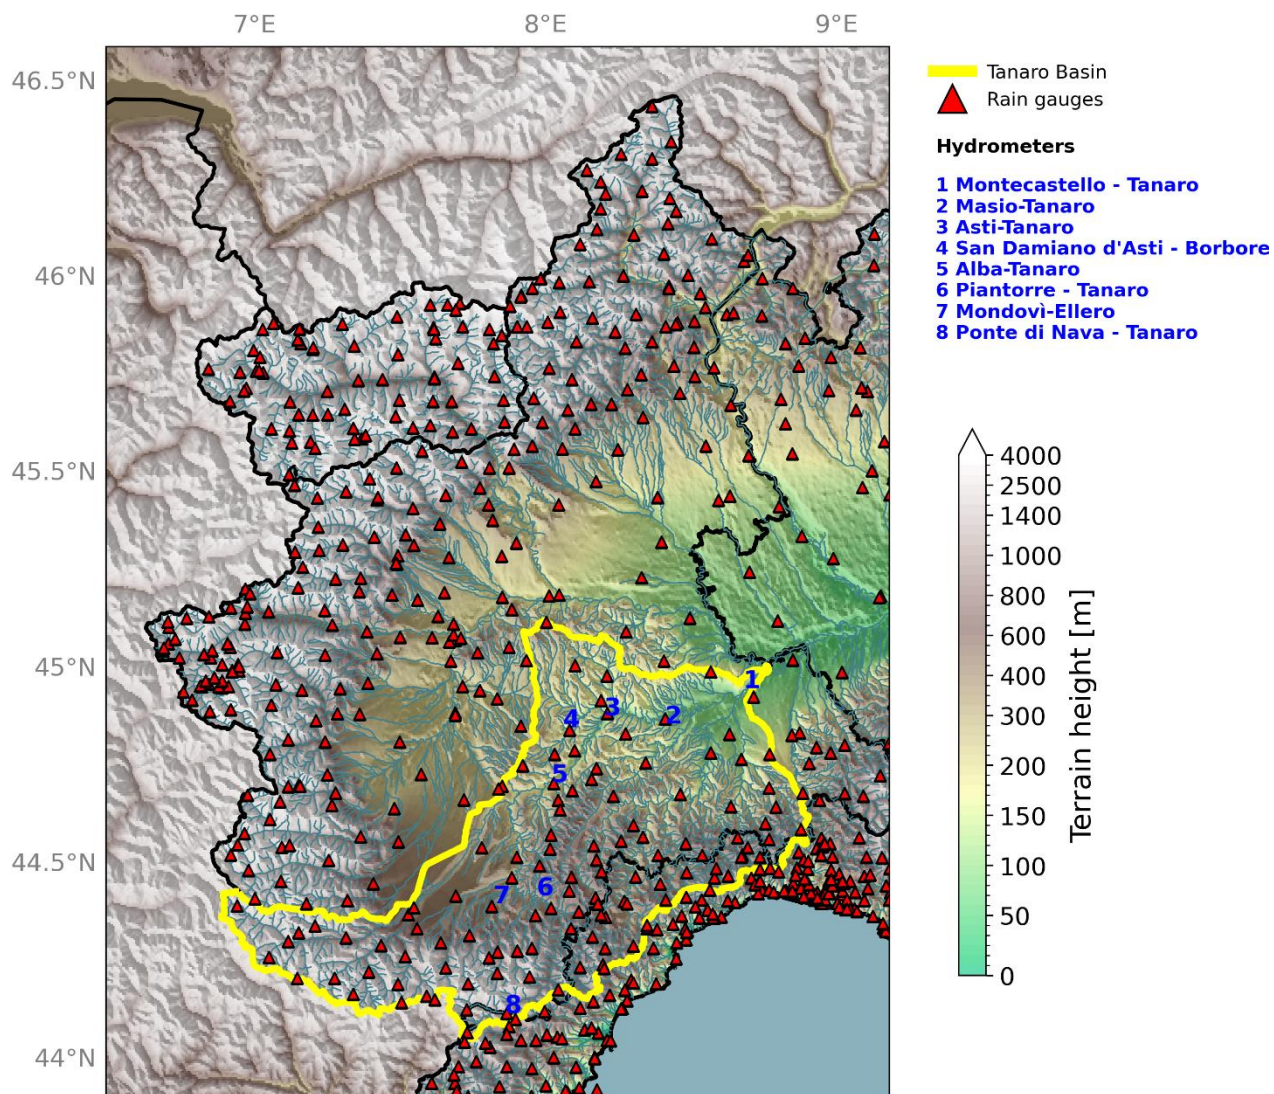 7°E 8°E 9°E
46.5°N
46°N
45.5°N
45°N
44.5°N
44°N
1
2
3
4
5
6
7
8
Tanaro Basin
Rain gauges
Hydrometers
1 Montecastello - Tanaro
2 Masio-Tanaro
3 Asti-Tanaro
4 San Damiano d'Asti - Borbore
5 Alba-Tanaro
6 Piantorre - Tanaro
7 Mondovì-Ellero
8 Ponte di Nava - Tanaro
4000
2500
1400
1000
800
600
400
300
200
150
100
50
0
Terrain height [m]